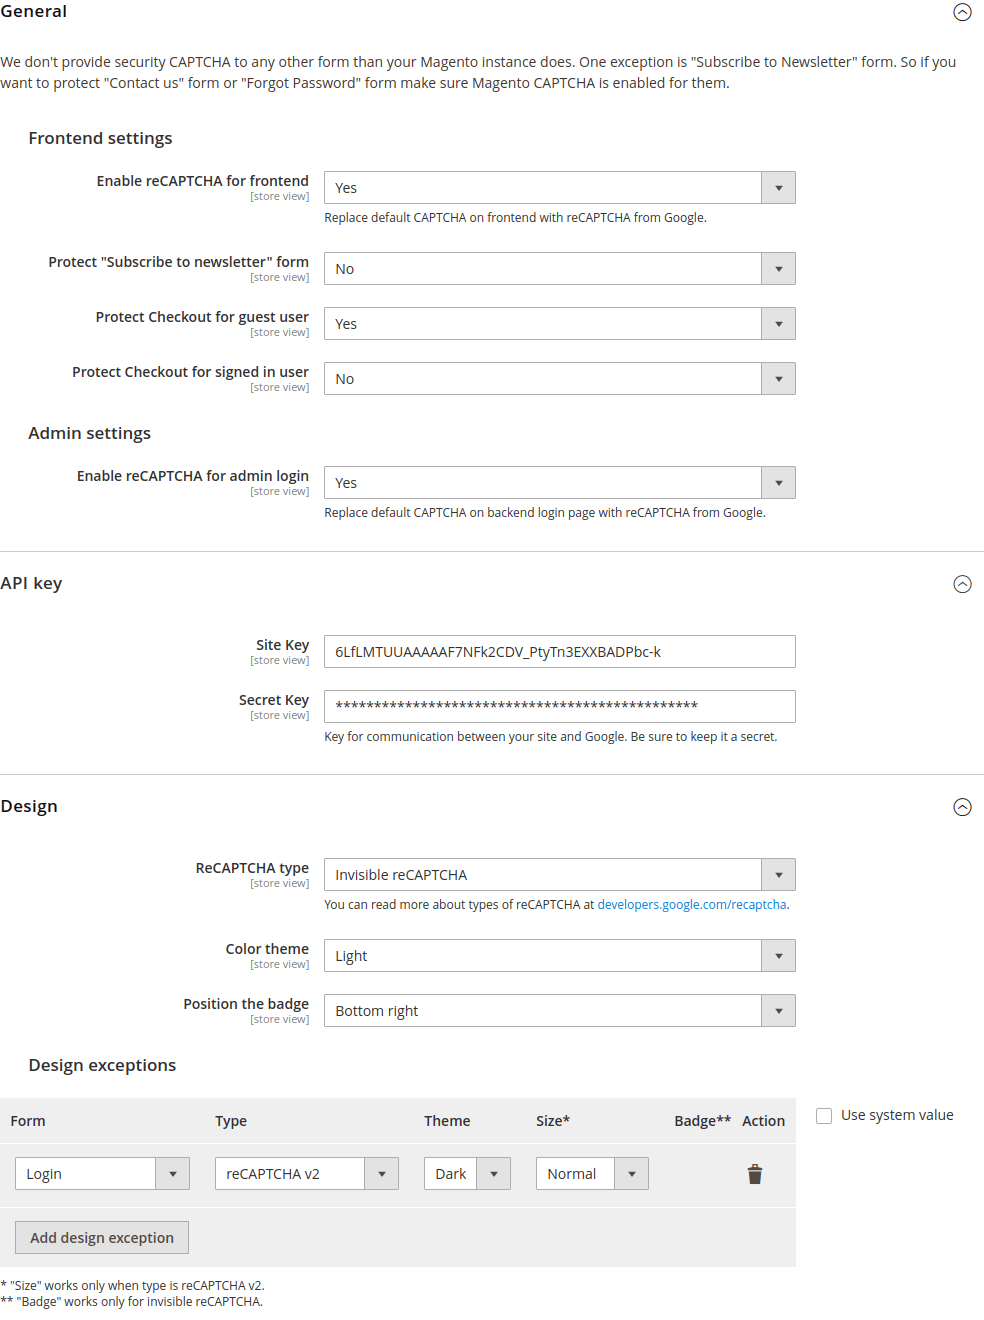 General
We don't provide security CAPTCHA to any other form than your Magento instance does. One exception is "Subscribe to Newsletter" form. So if you
want to protect "Contact us" form or "Forgot Password" form make sure Magento CAPTCHA is enabled for them.
Frontend settings
Enable reCAPTCHA for frontend
[store view]
Yes
Replace default CAPTCHA on frontend with reCAPTCHA from Google.
Protect "Subscribe to newsletter" form
[store view]
No
Protect Checkout for guest user
[store view]
Yes
Protect Checkout for signed in user
[store view]
No
Admin settings
Enable reCAPTCHA for admin login
[store view]
Yes
Replace default CAPTCHA on backend login page with reCAPTCHA from Google.
API key
Site Key
[store view]
6LfLMTUUAAAAAF7NFk2CDV_PtyTn3EXXBADPbc-k
Secret Key
[store view]
***********************************************
Key for communication between your site and Google. Be sure to keep it a secret.
Design
ReCAPTCHA type
[store view]
Invisible reCAPTCHA
You can read more about types of reCAPTCHA at developers.google.com/recaptcha.
Color theme
[store view]
Light
Position the badge
[store view]
Bottom right
Design exceptions
Form Type Theme Size* Badge** Action
Use system value
Login reCAPTCHA v2 Dark Normal
Add design exception
* "Size" works only when type is reCAPTCHA v2.
** "Badge" works only for invisible reCAPTCHA.